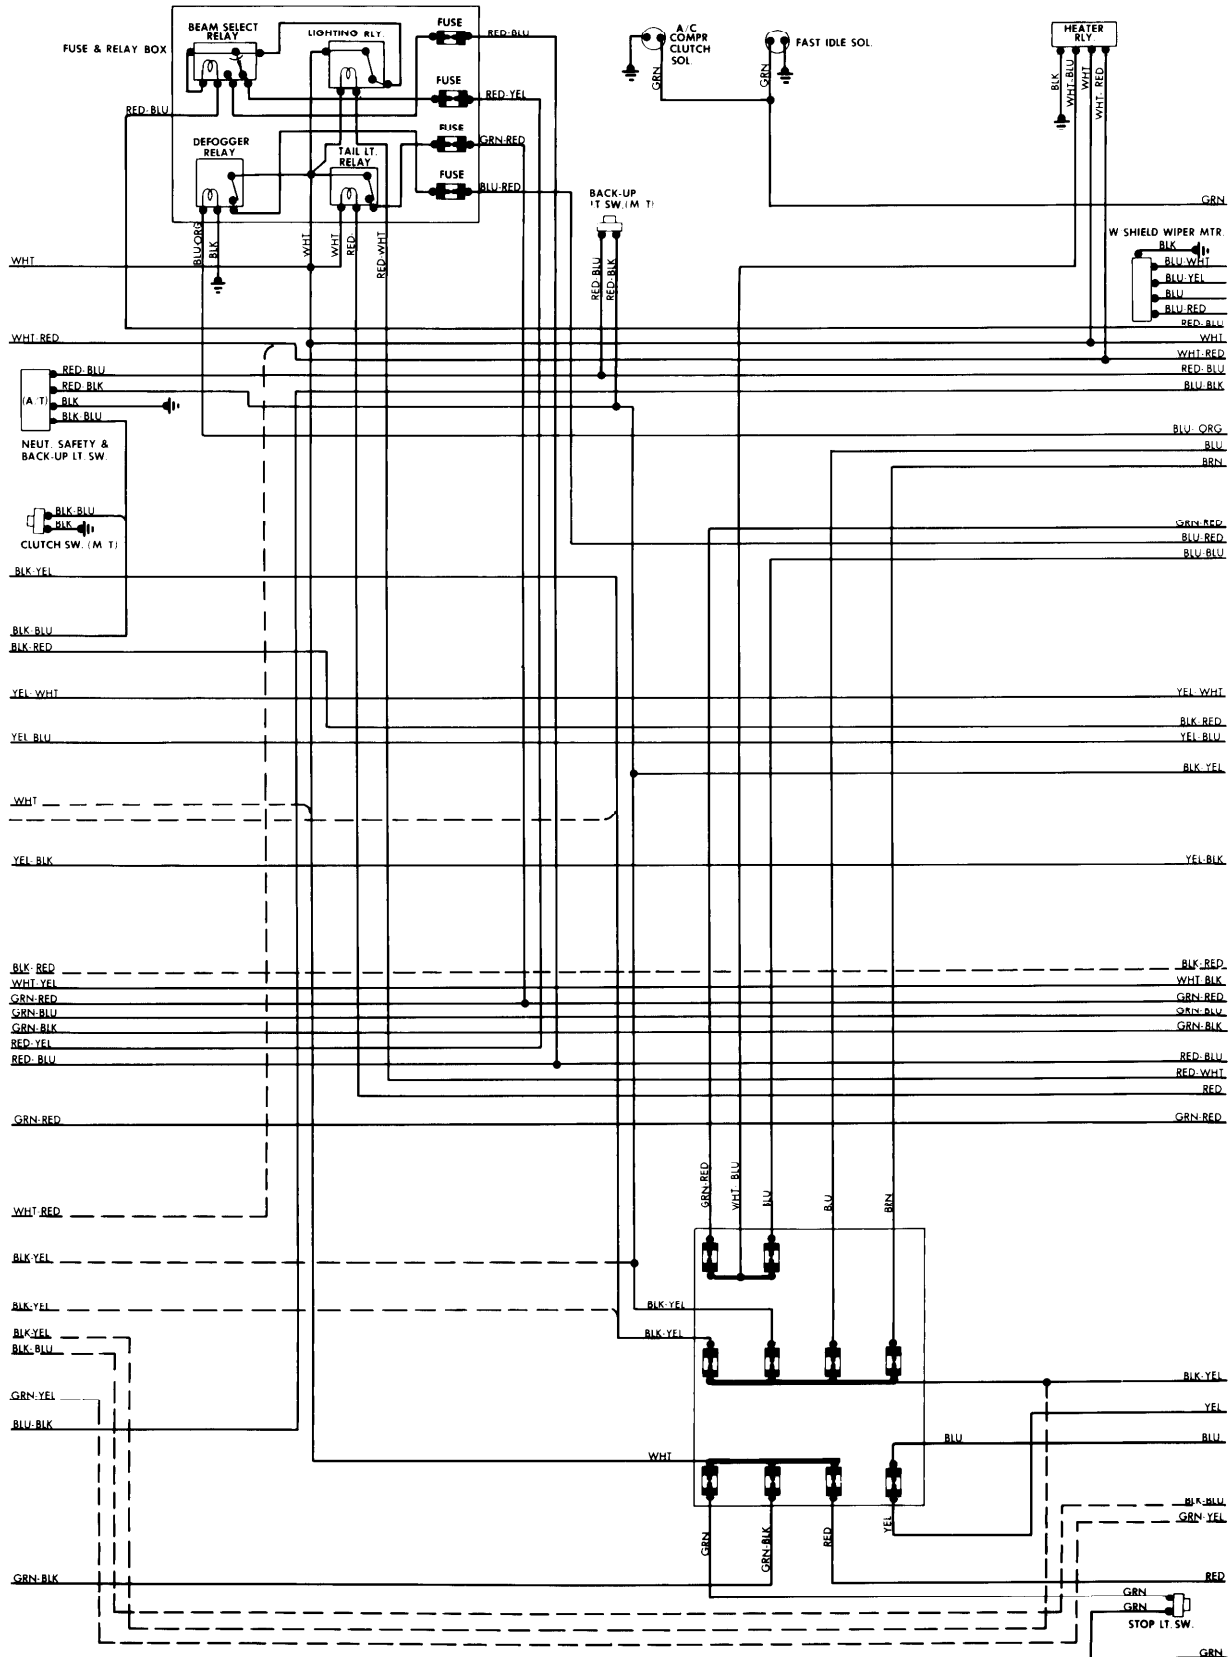 BEAM SELECT
RELAY
LIGHTING RLY.
FUSE
RED-BLU
FUSE & RELAY BOX
FUSE
RED-YEL
RED-BLU
FUSE
GRN-RED
DEFOGGER
RELAY
TAIL LT.
RELAY
FUSE
BLU-RED
BLU-ORG
BLK
WHT
WHT
RED
RED-WHT
A/C
COMPR
CLUTCH
SOL.
GRN
FAST IDLE SOL.
GRN
HEATER
RLY.
BLK
WHT-BLU
WHT
WHT-RED
BACK-UP
LT SW.(M T)
RED-BLU
RED-BLK
GRN
W SHIELD WIPER MTR.
BLK
BLU-WHT
BLU-YEL
BLU
BLU-RED
WHT
RED-BLU
WHT-RED
WHT
WHT-RED
RED-BLU
RED-BLU
RED-BLK
BLU-BLK
(A/T)
BLK
BLK-BLU
NEUT. SAFETY &
BACK-UP LT. SW.
BLU-ORG
BLU
BRN
BLK-BLU
BLK
CLUTCH SW. (M T)
GRN-RED
BLU-RED
BLU-BLU
BLK-YEL
BLK-BLU
BLK-RED
YEL-WHT
YEL-WHT
BLK-RED
YEL BLU
YEL-BLU
BLK-YEL
WHT
YEL-BLK
YEL-BLK
BLK-RED
BLK-RED
WHT-YEL
WHT-BLK
GRN-RED
GRN-RED
GRN-BLU
GRN-BLU
GRN-BLK
GRN-BLK
RED-YEL
RED-BLU
RED-BLU
RED-WHT
RED
GRN-RED
GRN-RED
GRN-RED
WHT-BLU
BLU
BLU
BRN
WHT-RED
BLK-YEL
BLK-YEL
BLK-YEL
BLK-YEL
BLK-YEL
BLK-BLU
BLK-YEL
GRN-YEL
YEL
BLU-BLK
BLU
BLU
WHT
BLK-BLU
GRN-YEL
GRN
GRN-BLK
RED
YEL
GRN-BLK
RED
GRN
GRN
STOP LT. SW.
GRN